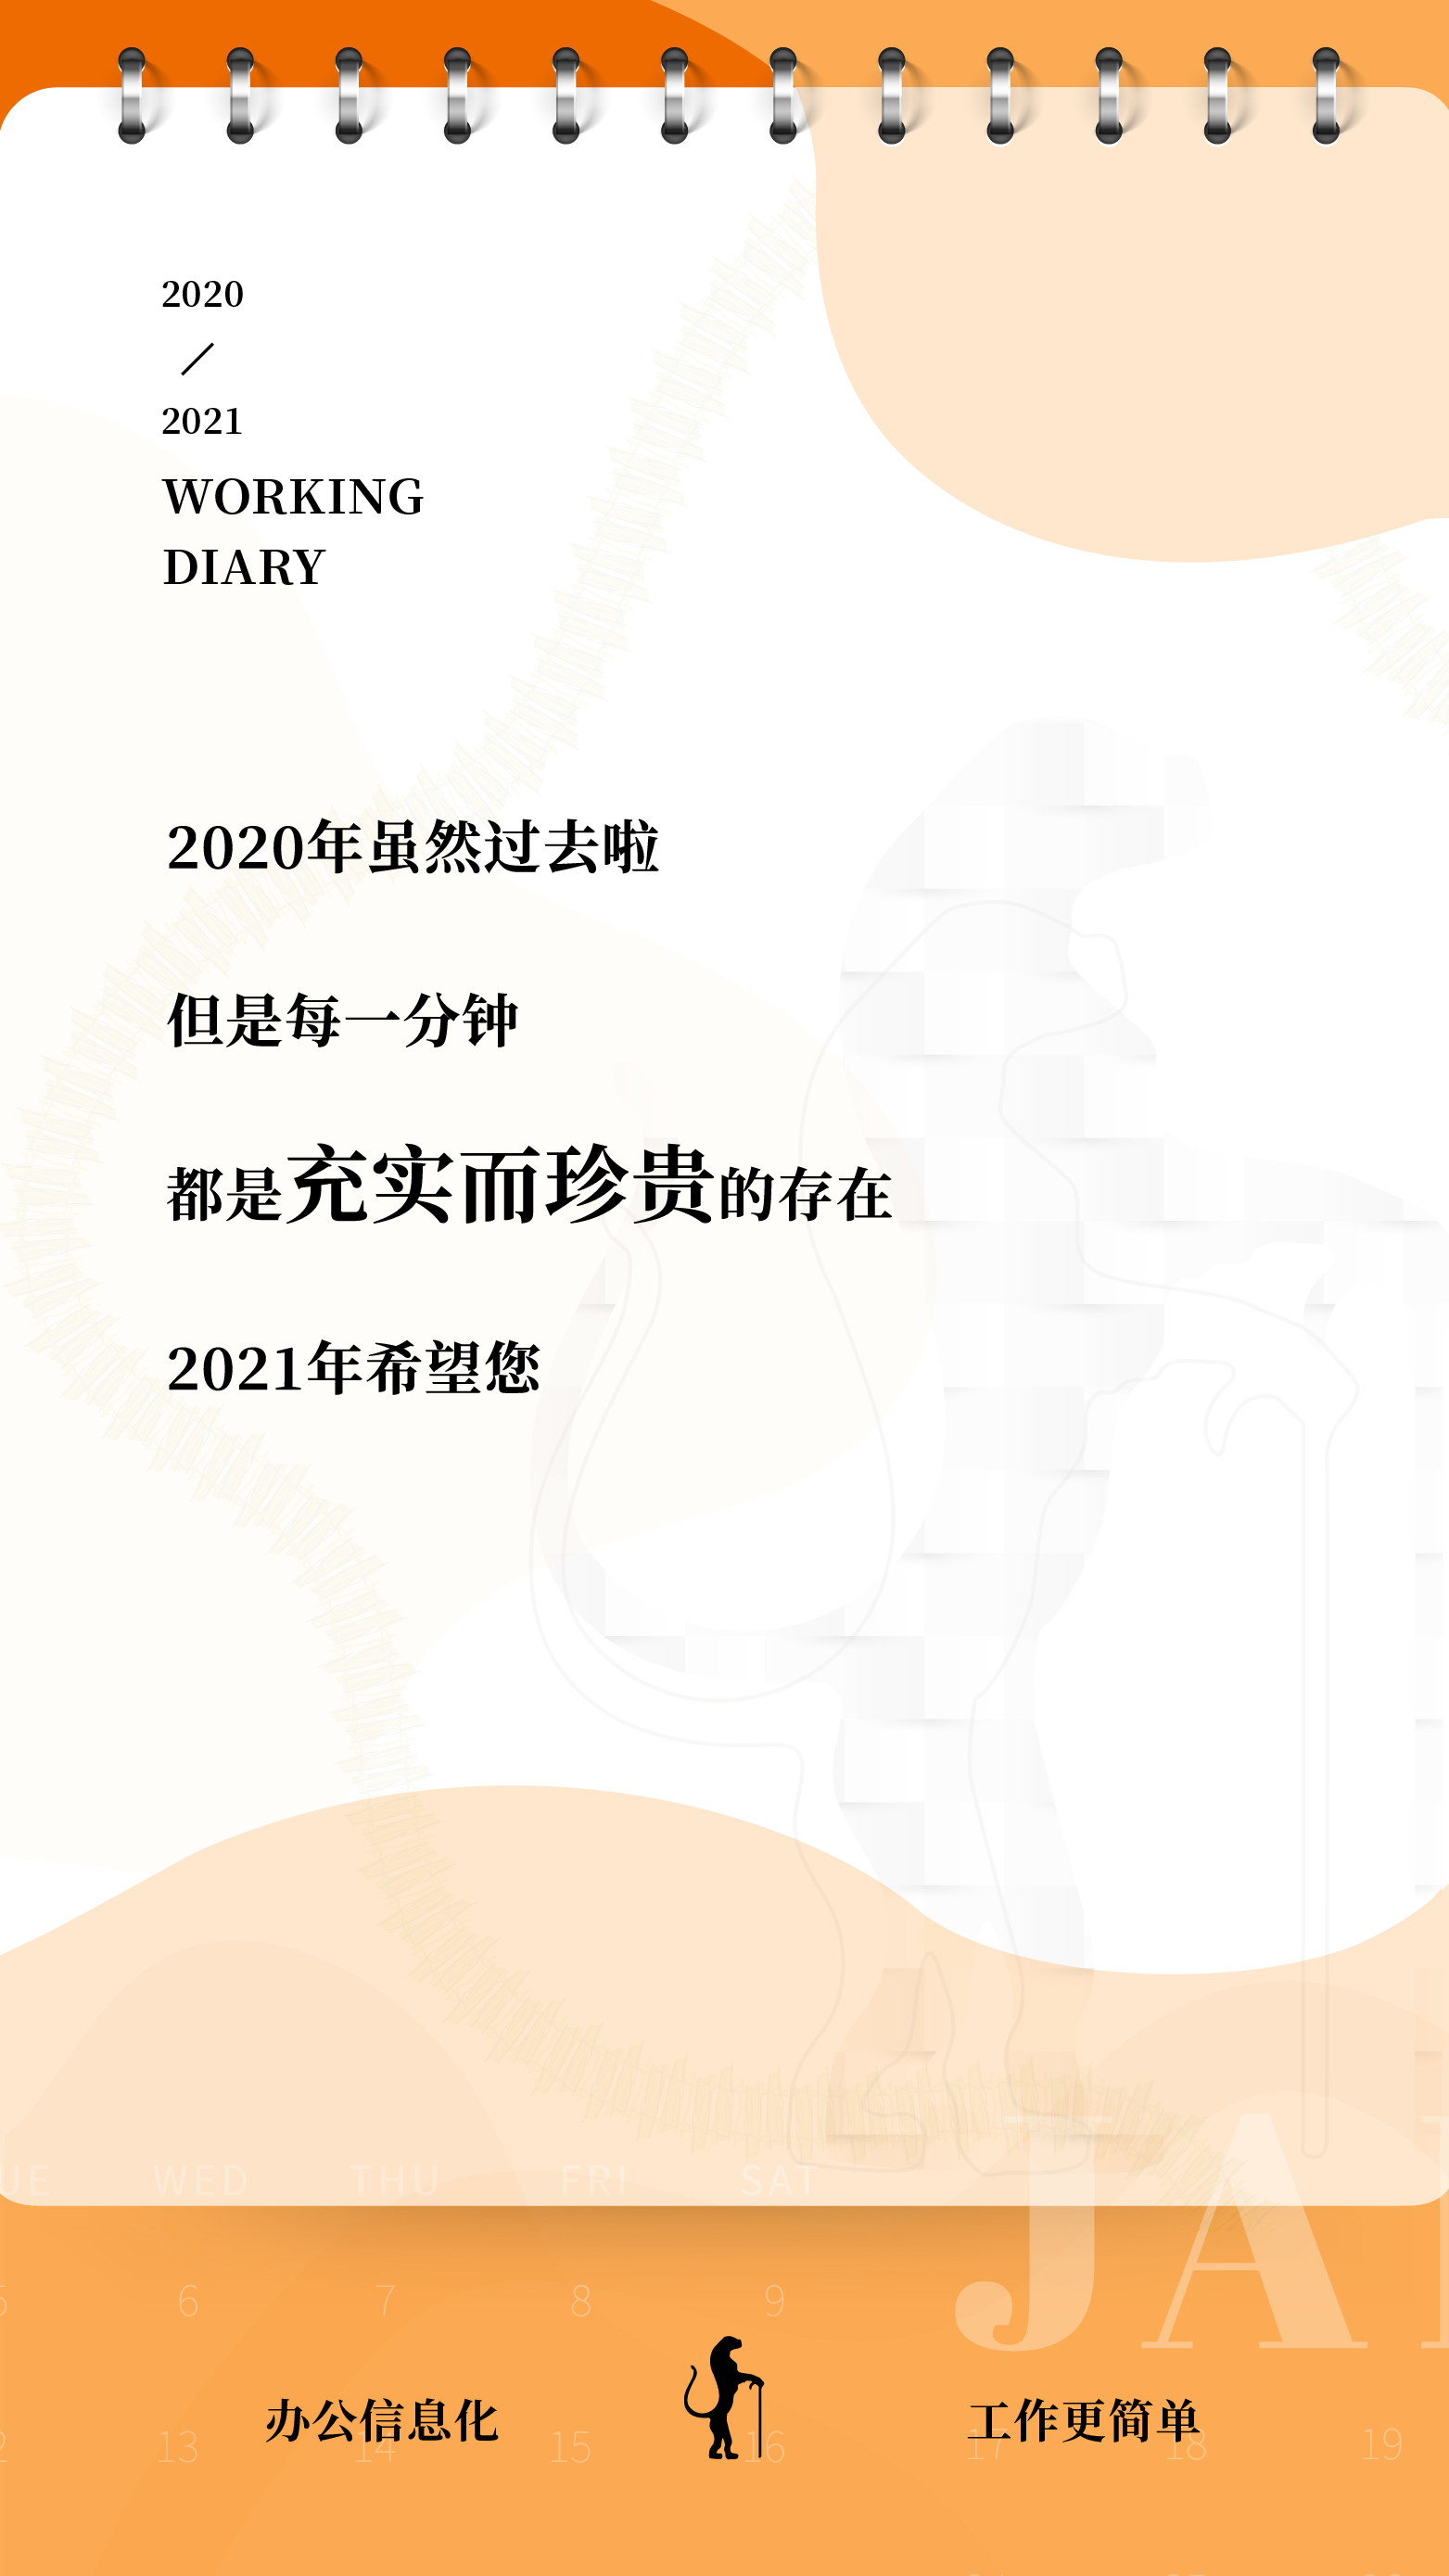 2020
/
2021
WORKING
DIARY
2020年虽然过去啦
但是每一分钟
都是充实而珍贵的存在
2021年希望您
UE WED THU FRI SAT
JA
6 7 8 9
办公信息化 工作更简单
13 14 15 16 17 18 19